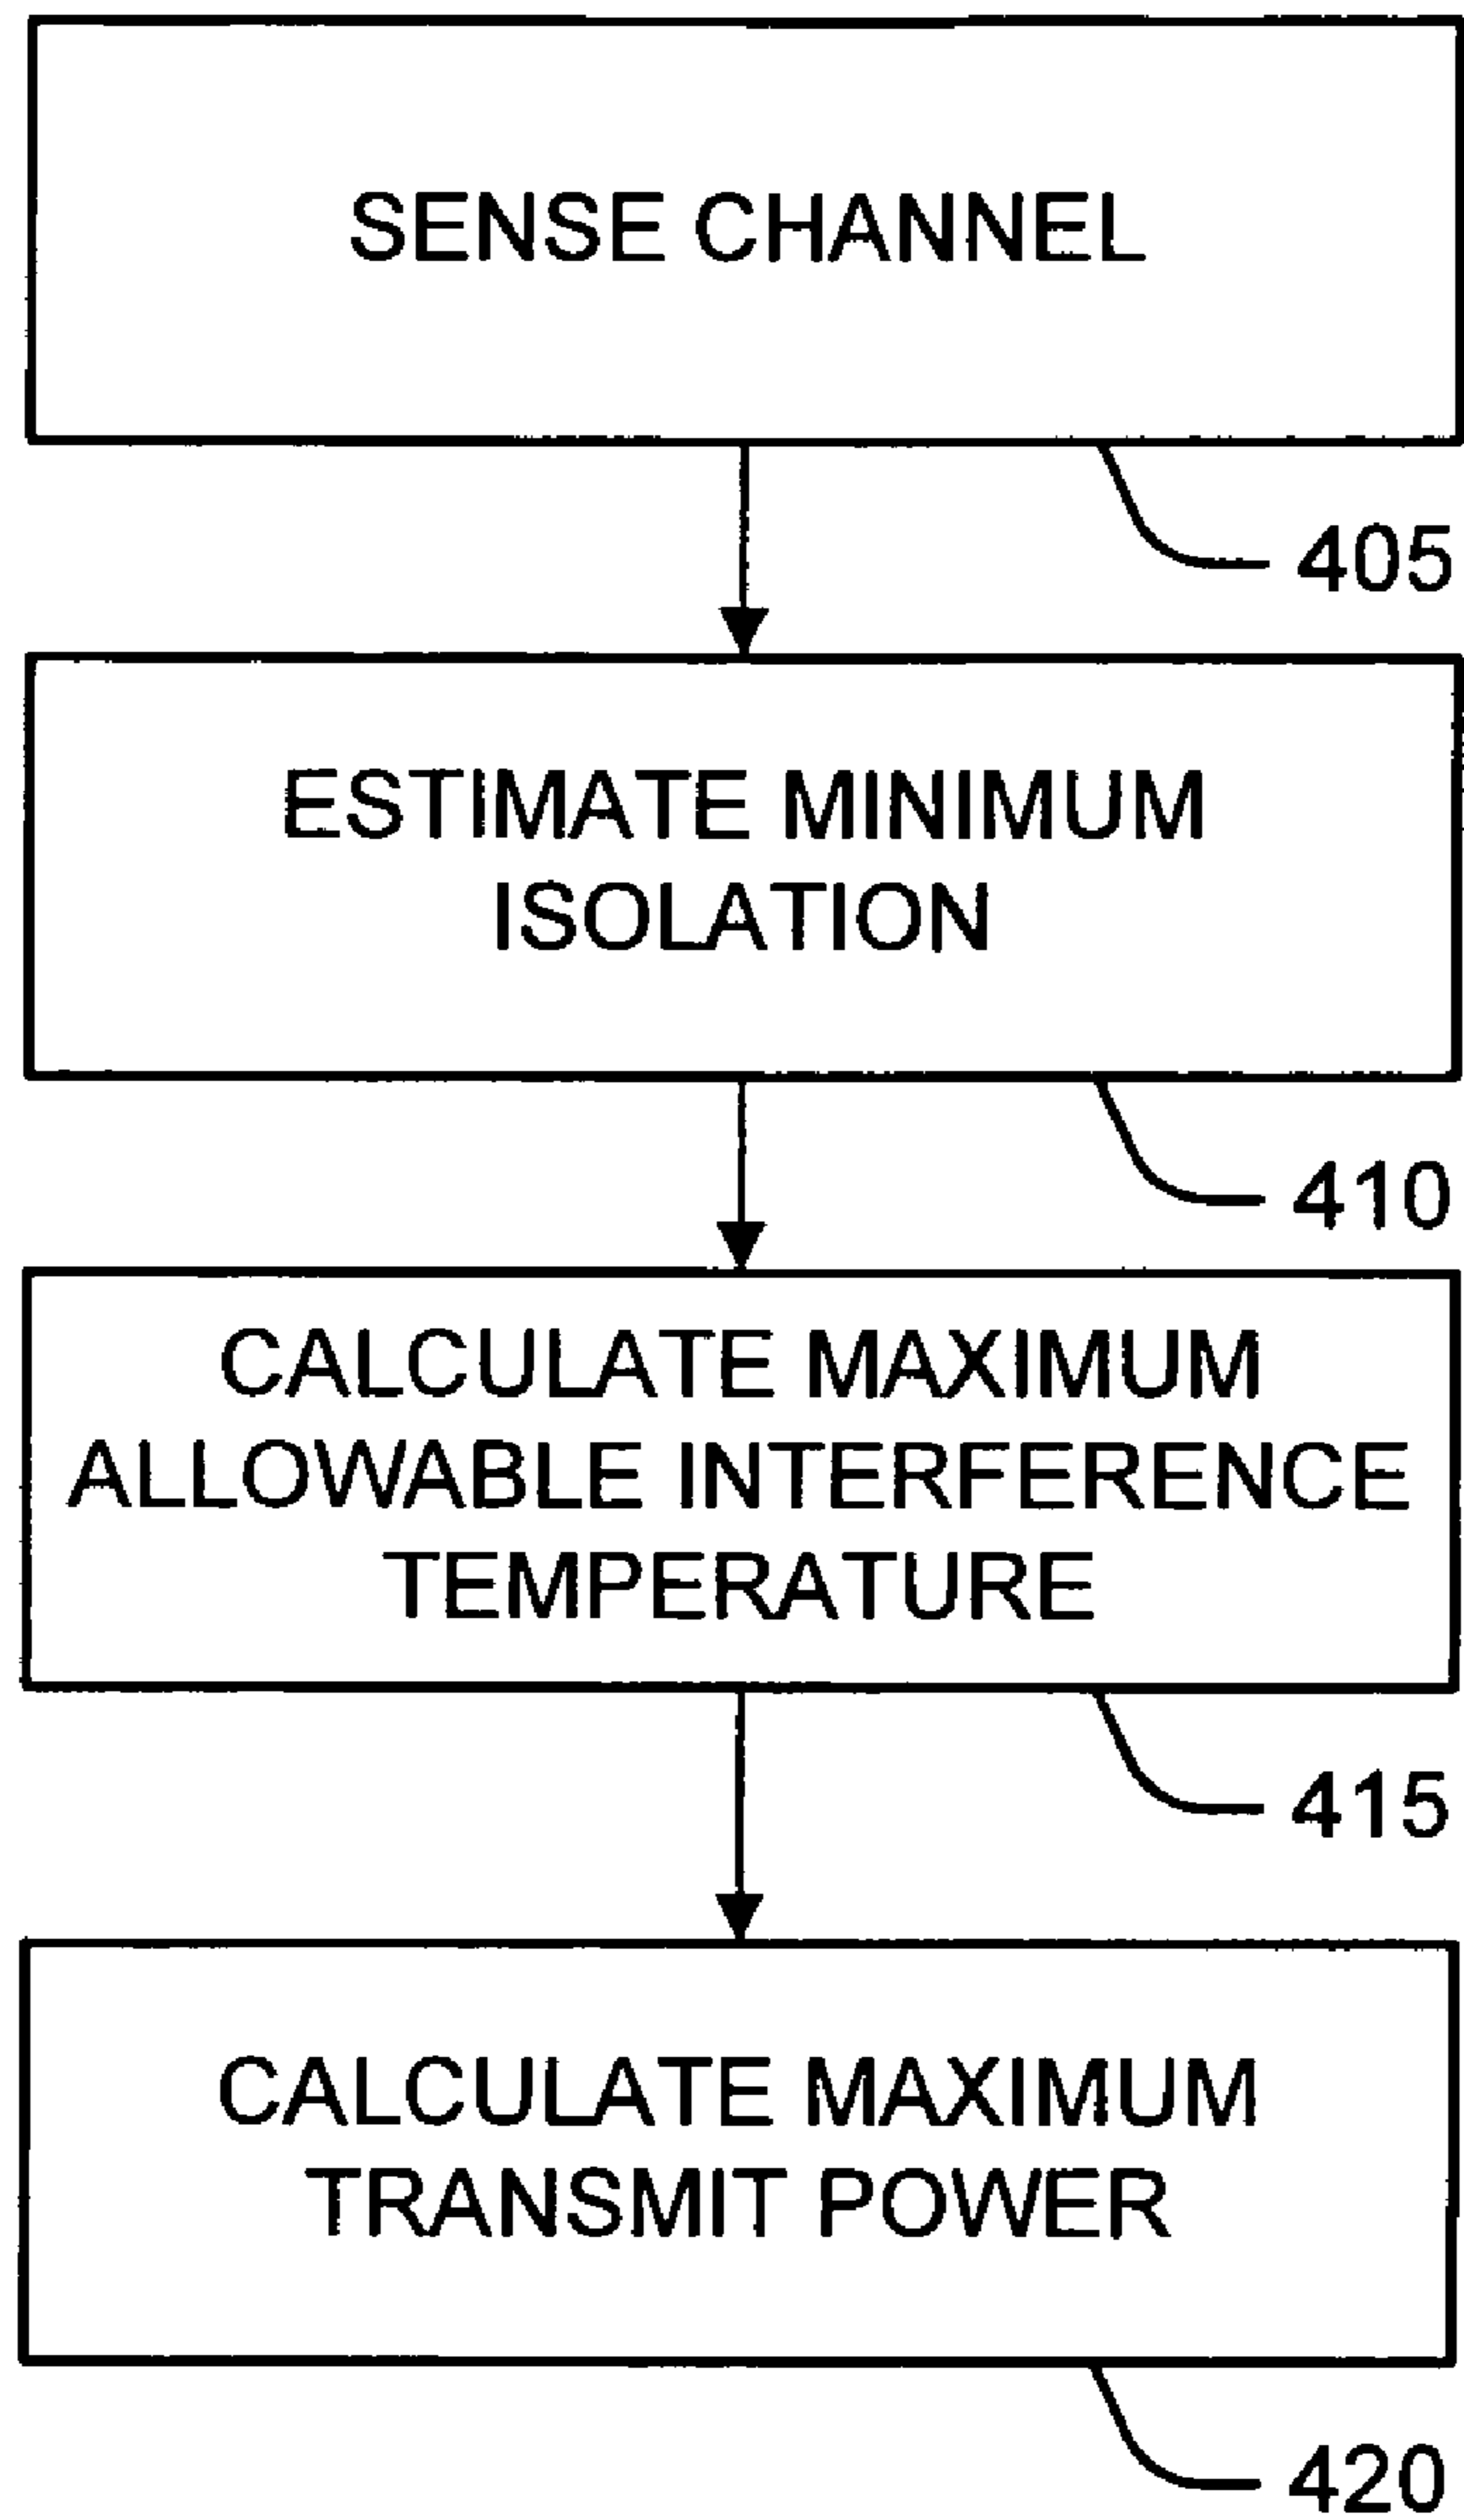 SENSE CHANNEL
405
ESTIMATE MINIMUM
ISOLATION
410
CALCULATE MAXIMUM
ALLOWABLE INTERFERENCE
TEMPERATURE
415
CALCULATE MAXIMUM
TRANSMIT POWER
420